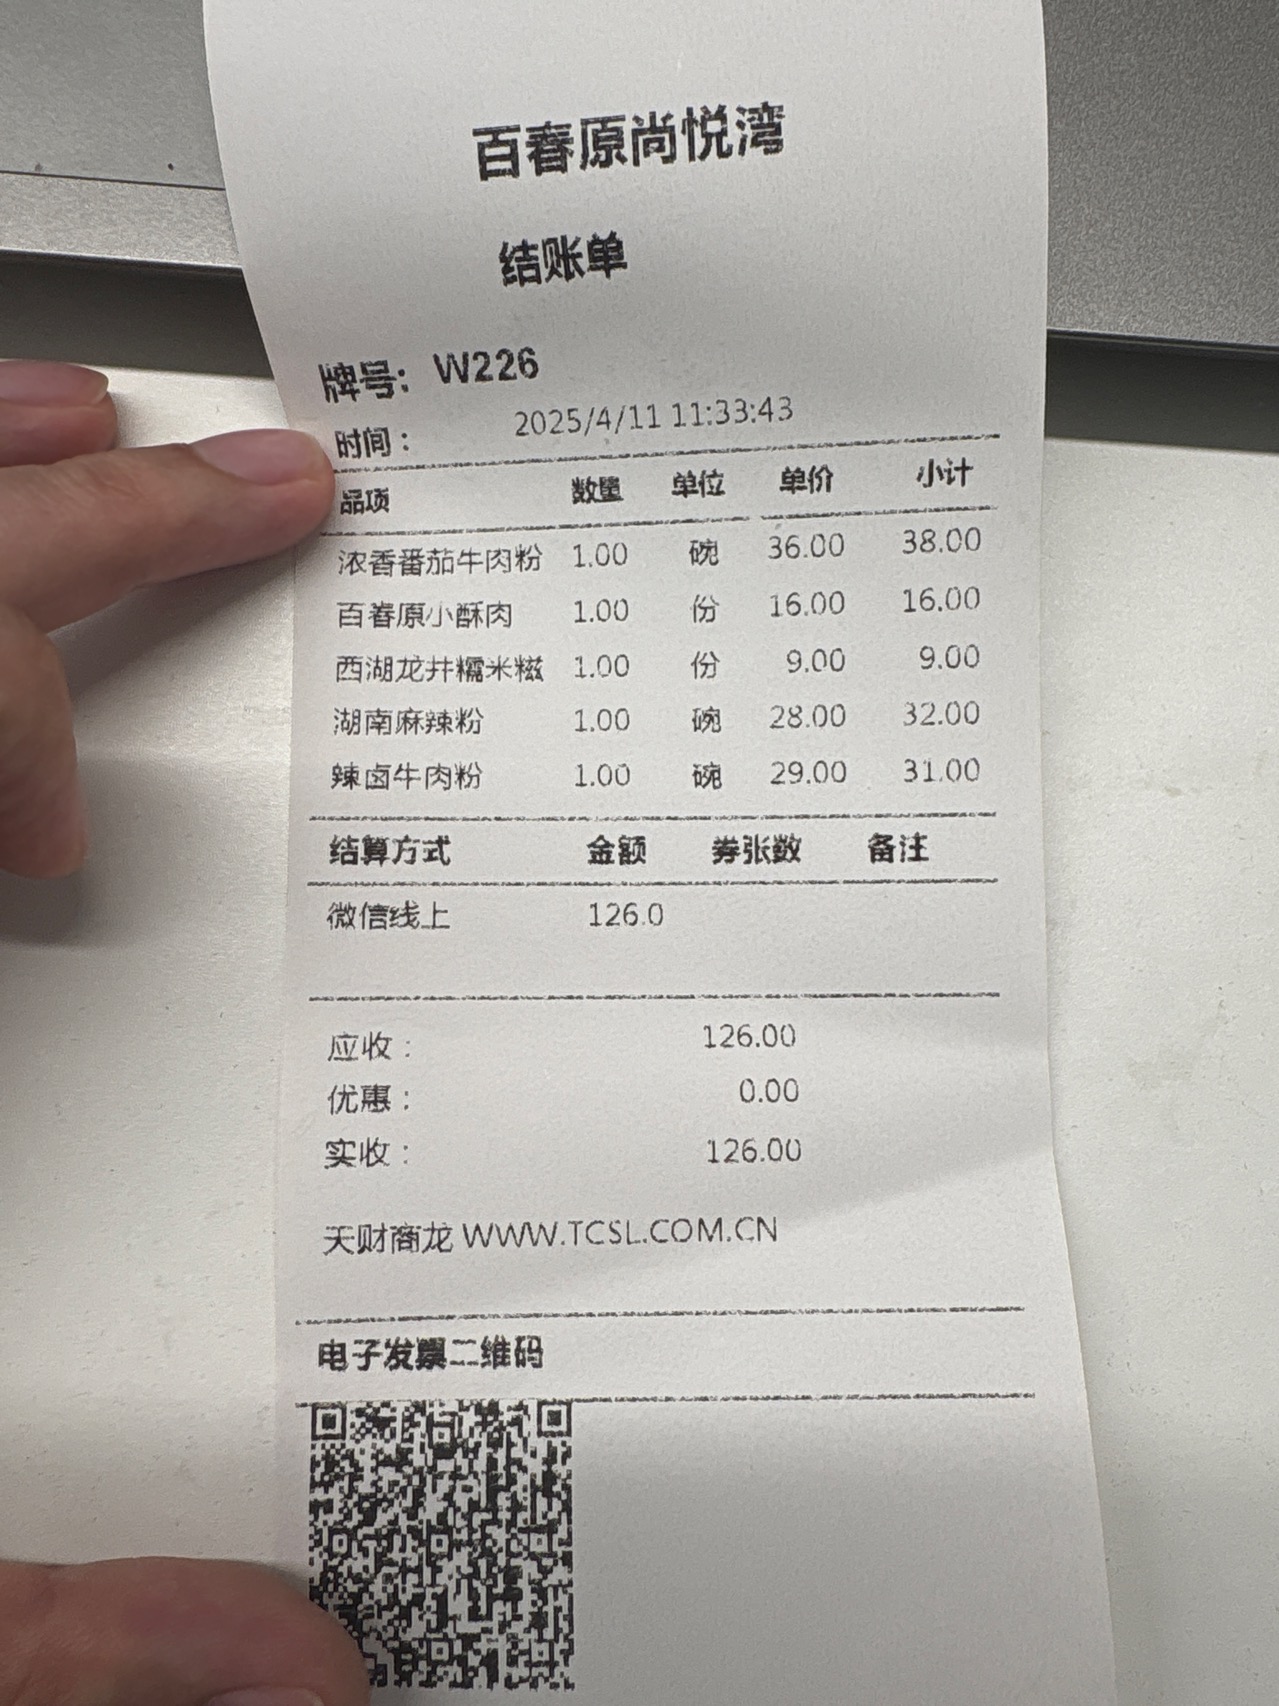 百春原尚悦湾
结账单
牌号: W226
时间: 2025/4/11 11:33:43
品项 数量 单位 单价 小计
浓香番茄牛肉粉 1.00 碗 36.00 38.00
百春原小酥肉 1.00 份 16.00 16.00
西湖龙井糯米糍 1.00 份 9.00 9.00
湖南麻辣粉 1.00 碗 28.00 32.00
辣卤牛肉粉 1.00 碗 29.00 31.00
结算方式 金额 券张数 备注
微信线上 126.0
应收: 126.00
优惠: 0.00
实收: 126.00
天财商龙 WWW.TCSL.COM.CN
电子发票二维码